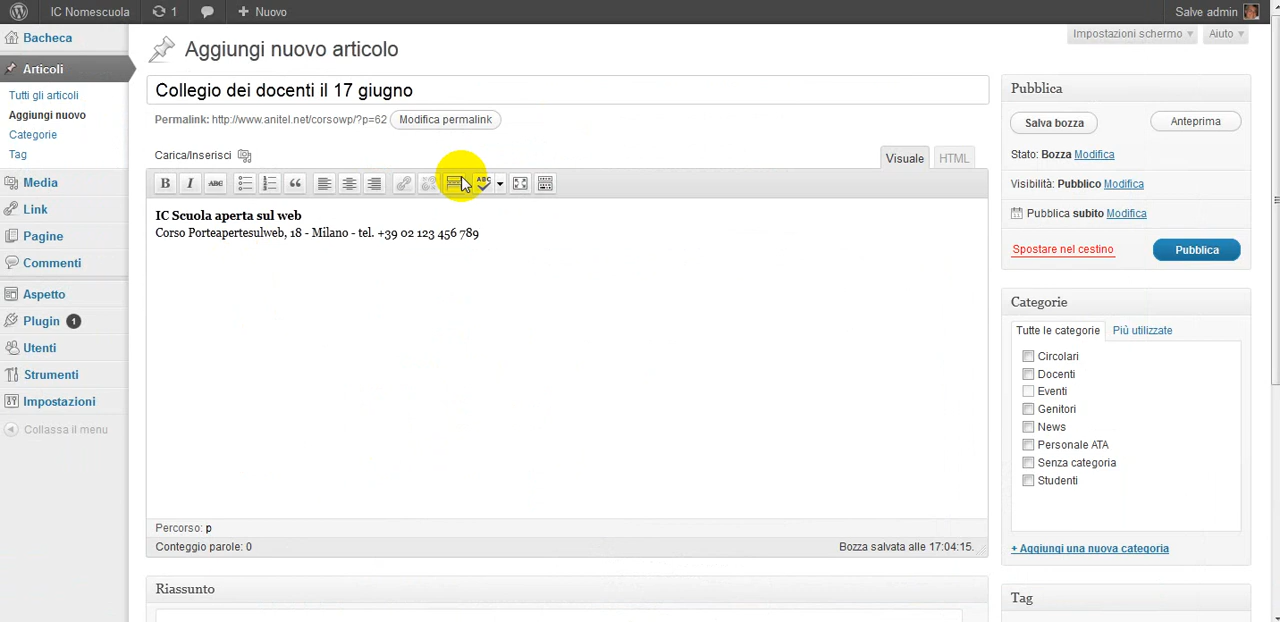 IC Nomescuola 1 Nuovo Salve admin
Bacheca
Articoli
Tutti gli articoli
Aggiungi nuovo
Categorie
Tag
Media
Link
Pagine
Commenti
Aspetto
Plugin 1
Utenti
Strumenti
Impostazioni
Collassa il menu
Impostazioni schermo Aiuto
Aggiungi nuovo articolo
Collegio dei docenti il 17 giugno
Permalink: http://www.anitel.net/corsowp/?p=62 Modifica permalink
Carica/Inserisci
Visuale HTML
B I ABC ABC
IC Scuola aperta sul web
Corso Porteapertesulweb, 18 - Milano - tel. +39 02 123 456 789
Percorso: p
Conteggio parole: 0 Bozza salvata alle 17:04:15.
Riassunto
Pubblica
Salva bozza Anteprima
Stato: Bozza Modifica
Visibilità: Pubblico Modifica
Pubblica subito Modifica
Spostare nel cestino Pubblica
Categorie
Tutte le categorie Più utilizzate
Circolari
Docenti
Eventi
Genitori
News
Personale ATA
Senza categoria
Studenti
+ Aggiungi una nuova categoria
Tag